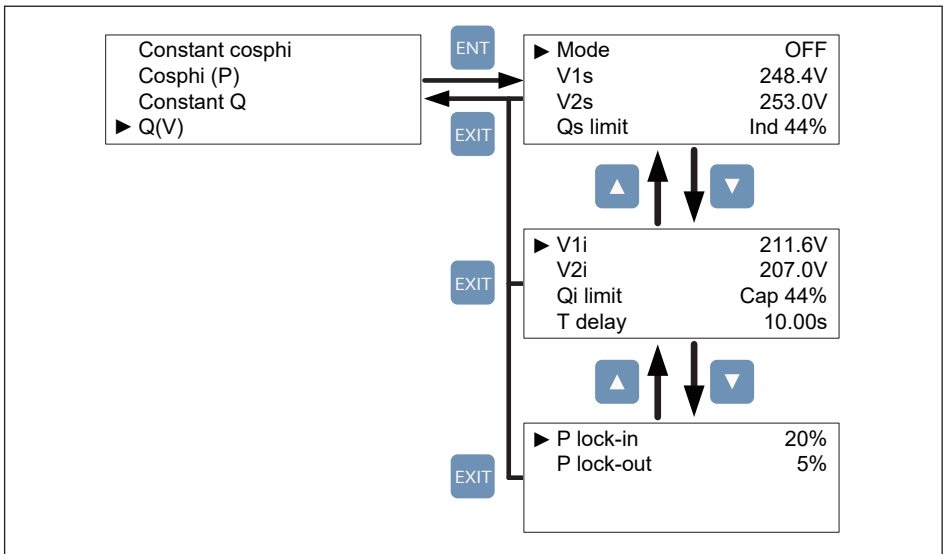 Constant cosphi
Cosphi (P)
Constant Q
► Q(V)
ENT
EXIT
► Mode OFF
V1s 248.4V
V2s 253.0V
Qs limit Ind 44%
▲ ▼
EXIT
► V1i 211.6V
V2i 207.0V
Qi limit Cap 44%
T delay 10.00s
▲ ▼
EXIT
► P lock-in 20%
P lock-out 5%